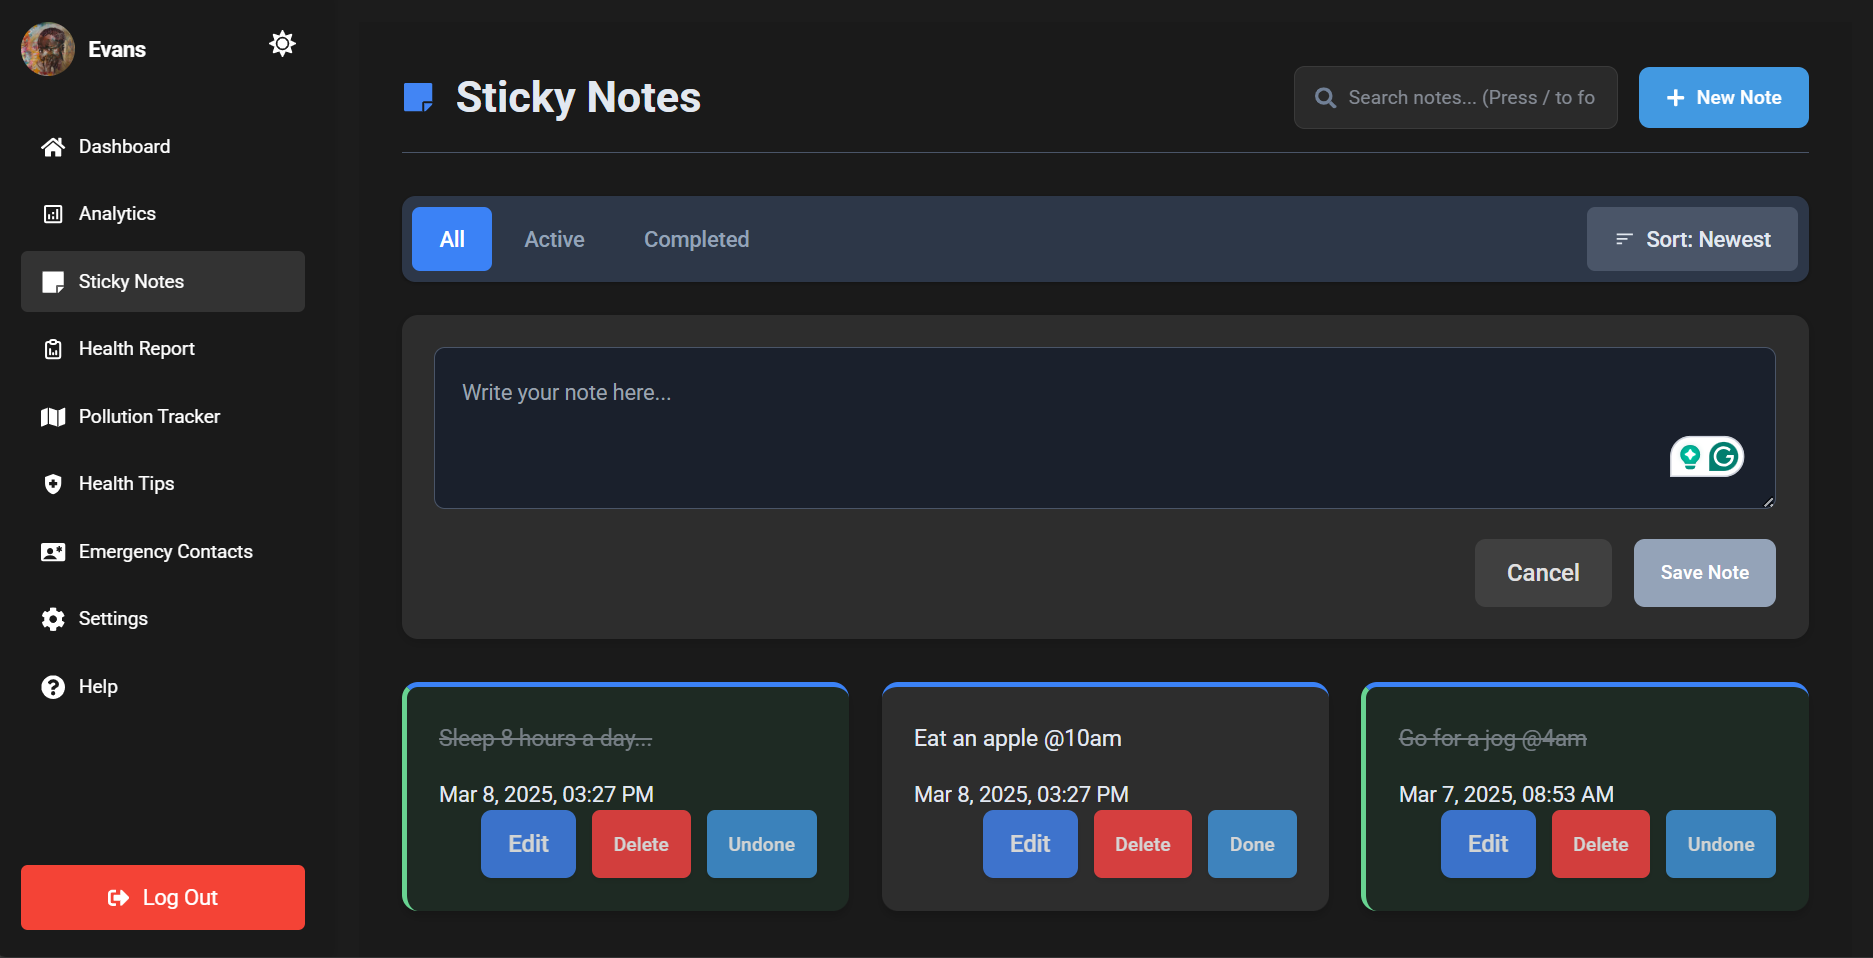 Evans
Dashboard
Analytics
Sticky Notes
Health Report
Pollution Tracker
Health Tips
Emergency Contacts
Settings
Help
Log Out
Sticky Notes
Search notes... (Press / to fo
New Note
All
Active
Completed
Sort: Newest
Write your note here...
Cancel
Save Note
Sleep 8 hours a day...
Mar 8, 2025, 03:27 PM
Edit
Delete
Undone
Eat an apple @10am
Mar 8, 2025, 03:27 PM
Edit
Delete
Done
Go for a jog @4am
Mar 7, 2025, 08:53 AM
Edit
Delete
Undone